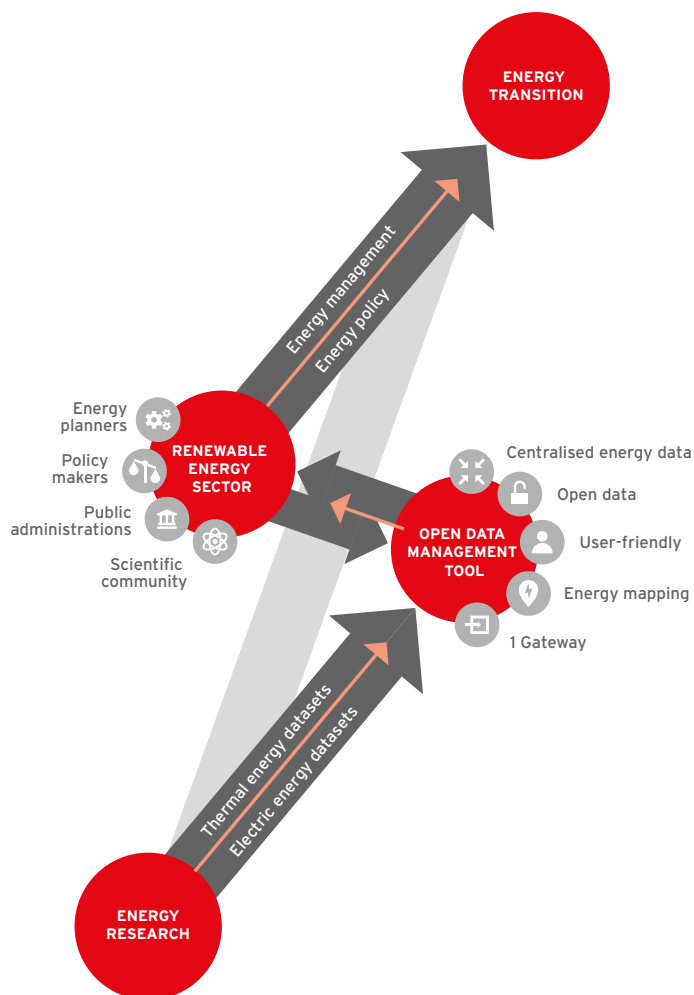 ENERGY
TRANSITION
Energy management
Energy policy
Energy
planners
Policy
makers
Public
administrations
Scientific
community
RENEWABLE
ENERGY
SECTOR
Centralised energy data
Open data
User-friendly
Energy mapping
1 Gateway
OPEN DATA
MANAGEMENT
TOOL
Thermal energy datasets
Electric energy datasets
ENERGY
RESEARCH